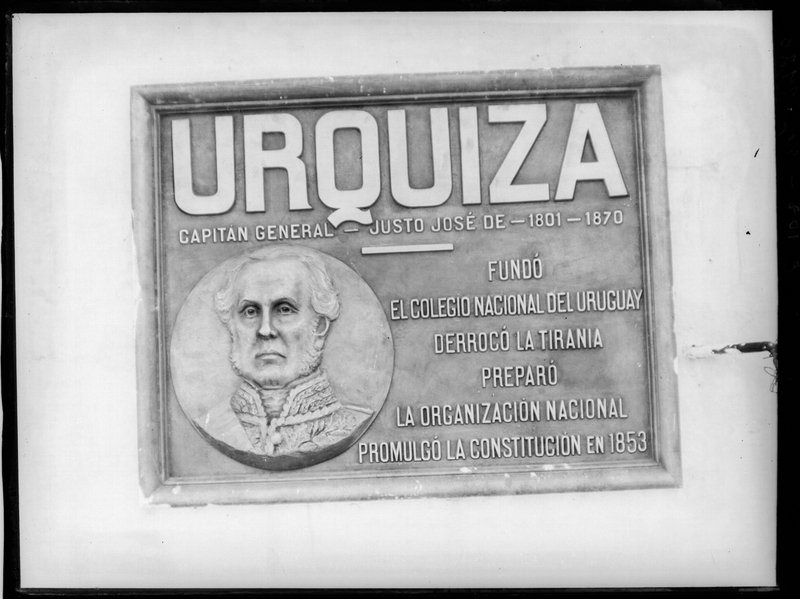 URQUIZA
CAPITÁN GENERAL — JUSTO JOSÉ DE — 1801 — 1870
FUNDÓ
EL COLEGIO NACIONAL DEL URUGUAY
DERROCÓ LA TIRANIA
PREPARÓ
LA ORGANIZACIÓN NACIONAL
PROMULGÓ LA CONSTITUCIÓN EN 1853